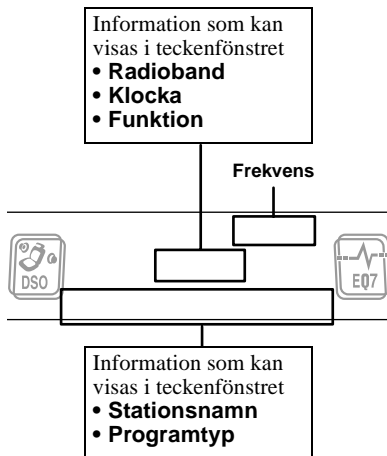 Information som kan
visas i teckenfönstret
• Radioband
• Klocka
• Funktion
Frekvens
DSO
EQ7
Information som kan
visas i teckenfönstret
• Stationsnamn
• Programtyp